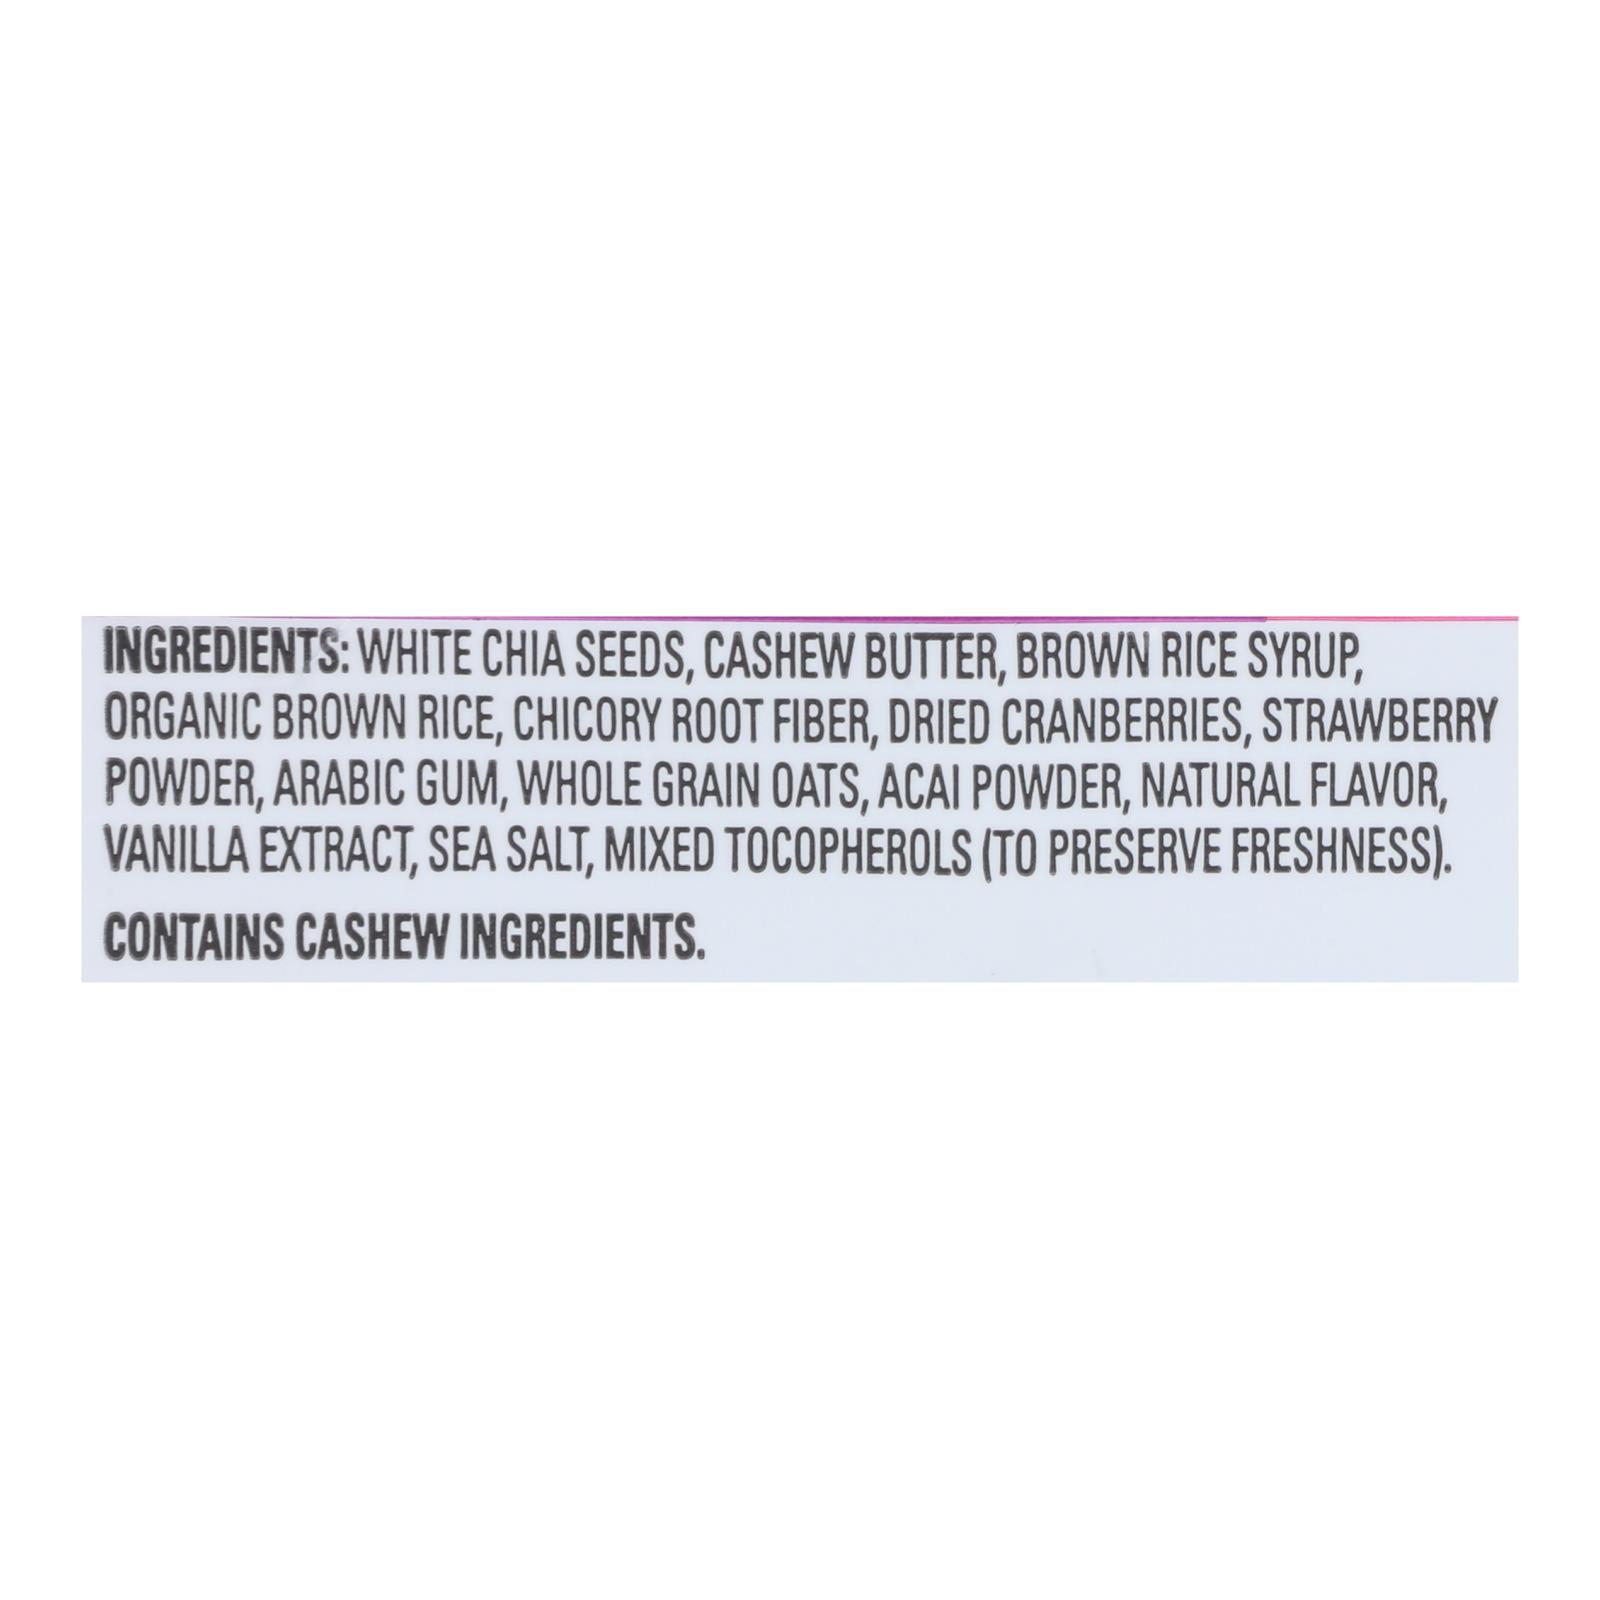 INGREDIENTS: WHITE CHIA SEEDS, CASHEW BUTTER, BROWN RICE SYRUP,
ORGANIC BROWN RICE, CHICORY ROOT FIBER, DRIED CRANBERRIES, STRAWBERRY
POWDER, ARABIC GUM, WHOLE GRAIN OATS, ACAI POWDER, NATURAL FLAVOR,
VANILLA EXTRACT, SEA SALT, MIXED TOCOPHEROLS (TO PRESERVE FRESHNESS).
CONTAINS CASHEW INGREDIENTS.